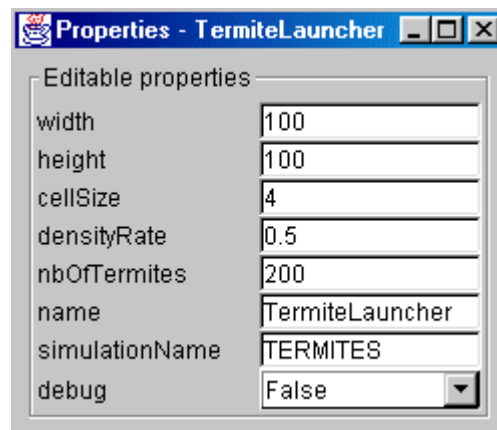 Properties - TermiteLauncher
Editable properties
width 100
height 100
cellSize 4
densityRate 0.5
nbOfTermites 200
name TermiteLauncher
simulationName TERMITES
debug False